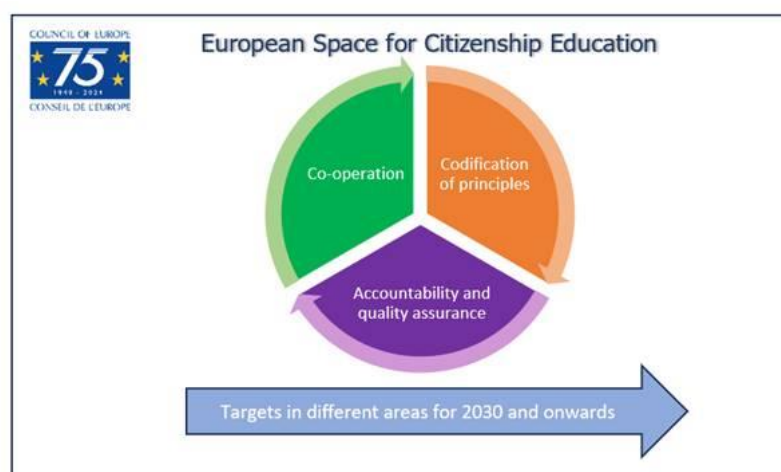 COUNCIL OF EUROPE
75
1949 - 2024
CONSEIL DE L'EUROPE
European Space for Citizenship Education
Co-operation
Codification
of principles
Accountability and
quality assurance
Targets in different areas for 2030 and onwards